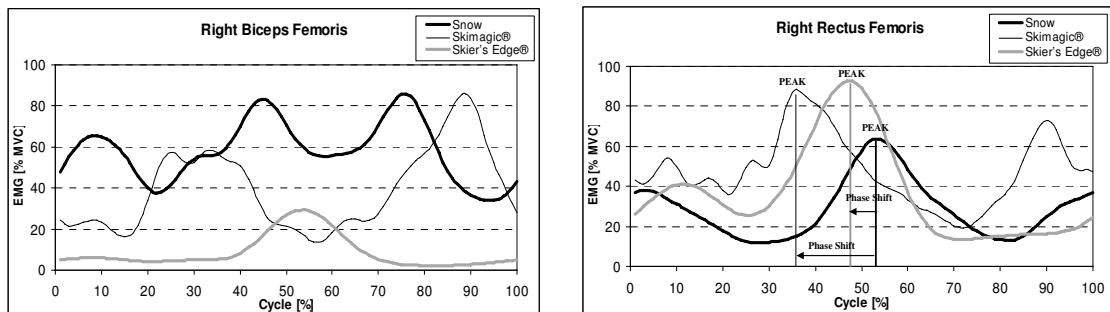 Right Biceps Femoris
Snow
Skimagic®
Skier's Edge®
EMG [% MVC]
100
80
60
40
20
0
0 10 20 30 40 50 60 70 80 90 100
Cycle [%]
Right Rectus Femoris
Snow
Skimagic®
Skier's Edge®
EMG [% MVC]
100
80
60
40
20
0
PEAK
PEAK
PEAK
Phase Shift
Phase Shift
0 10 20 30 40 50 60 70 80 90 100
Cycle [%]